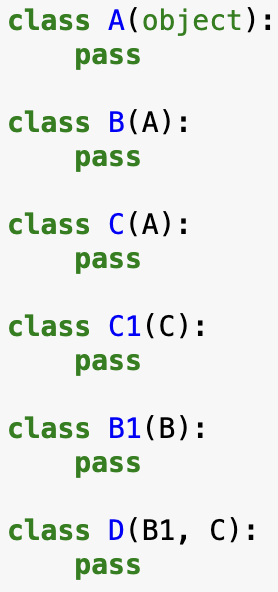 class A(object):
    pass

class B(A):
    pass

class C(A):
    pass

class C1(C):
    pass

class B1(B):
    pass

class D(B1, C):
    pass